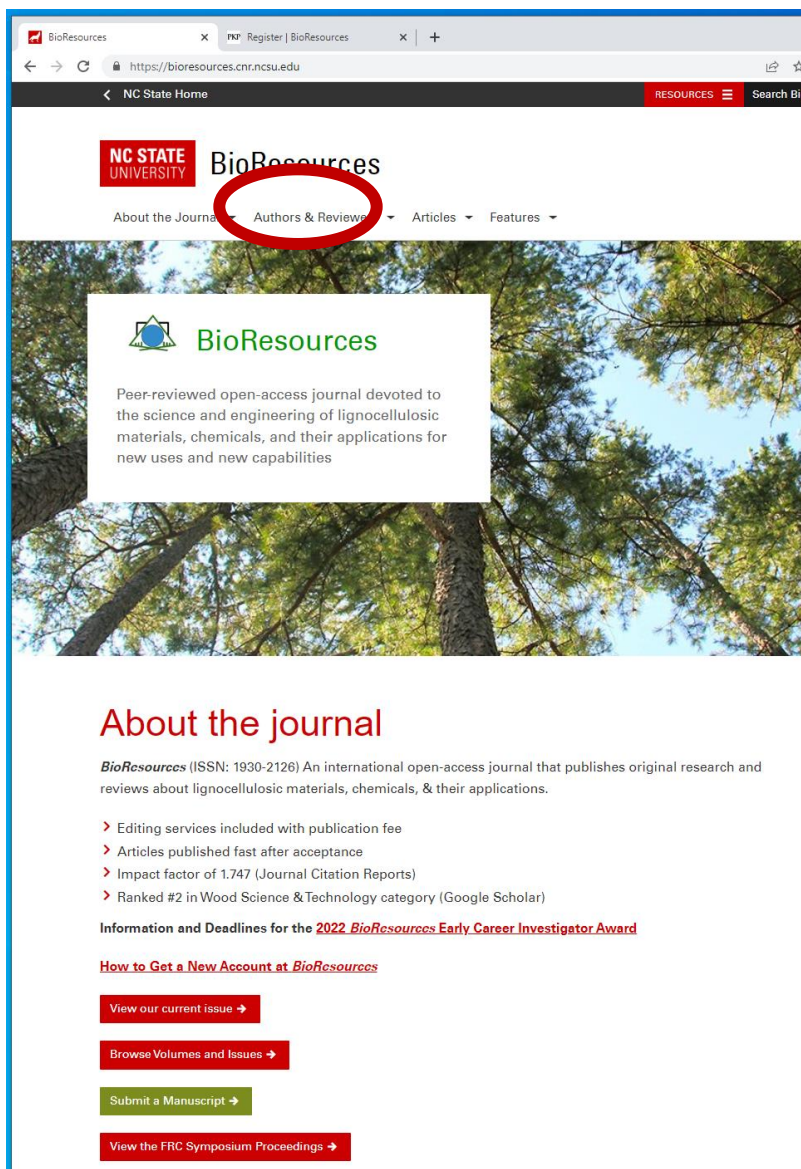 BioResources
PKP Register | BioResources
https://bioresources.cnr.ncsu.edu
NC State Home
RESOURCES
Search Bi
NC STATE
UNIVERSITY
BioResources
About the Journa
Authors & Reviewe
Articles
Features
BioResources
Peer-reviewed open-access journal devoted to
the science and engineering of lignocellulosic
materials, chemicals, and their applications for
new uses and new capabilities
About the journal
BioResources (ISSN: 1930-2126) An international open-access journal that publishes original research and
reviews about lignocellulosic materials, chemicals, & their applications.
Editing services included with publication fee
Articles published fast after acceptance
Impact factor of 1.747 (Journal Citation Reports)
Ranked #2 in Wood Science & Technology category (Google Scholar)
Information and Deadlines for the 2022 BioResources Early Career Investigator Award
How to Get a New Account at BioResources
View our current issue →
Browse Volumes and Issues →
Submit a Manuscript →
View the FRC Symposium Proceedings →